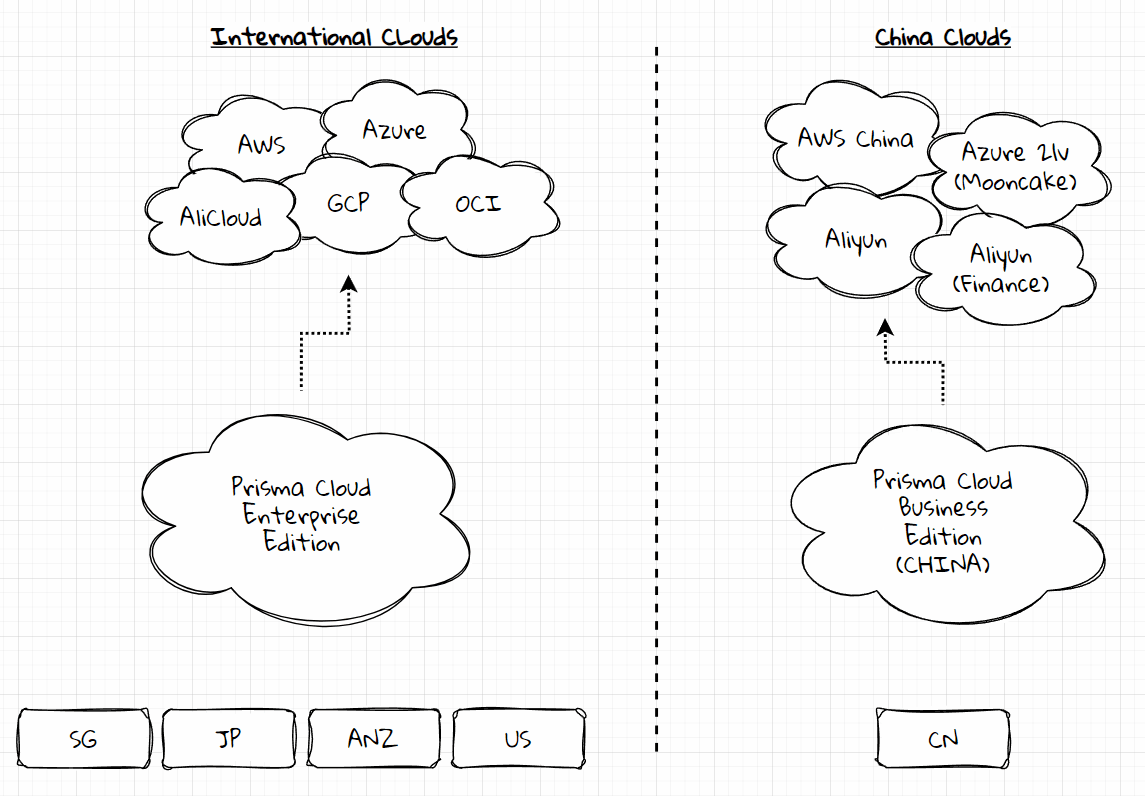 International CLouds
China Clouds
AWS
Azure
AliCloud
GCP
OCI
AWS China
Azure 21v
(Mooncake)
Aliyun
Aliyun
(Finance)
Prisma Cloud
Enterprise
Edition
Prisma Cloud
Business
Edition
(CHINA)
SG
JP
ANZ
US
CN